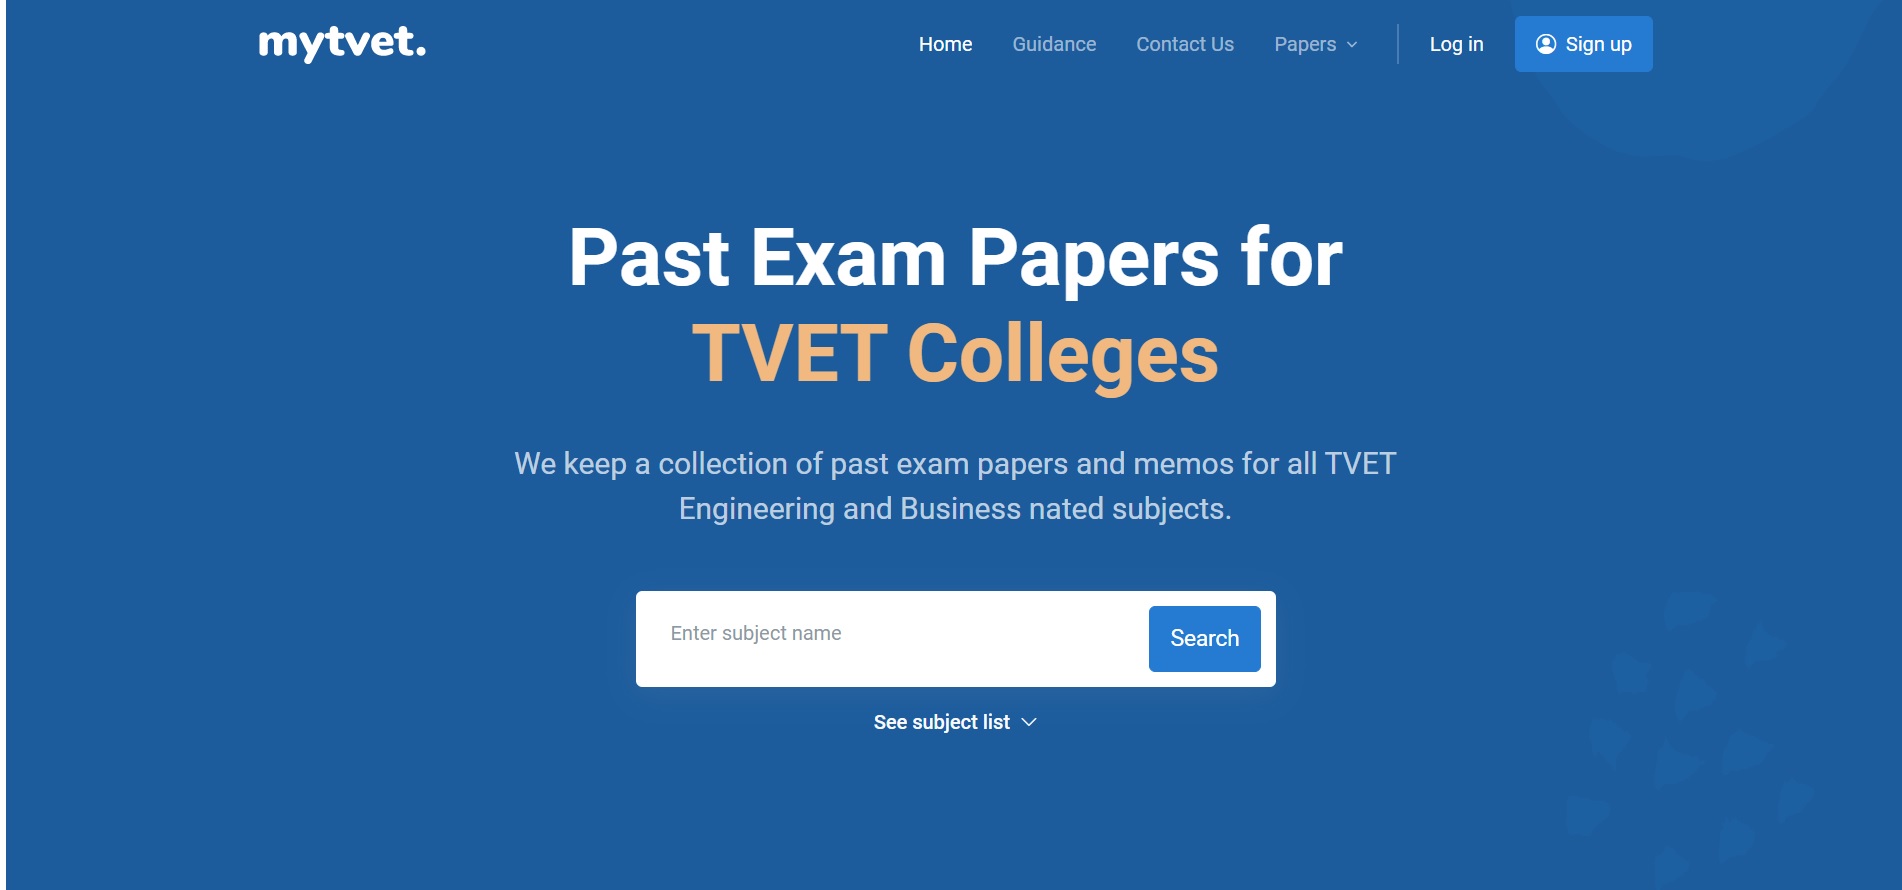 mytvet.
Home Guidance Contact Us Papers Log in Sign up
Past Exam Papers for
TVET Colleges
We keep a collection of past exam papers and memos for all TVET
Engineering and Business nated subjects.
Enter subject name Search
See subject list